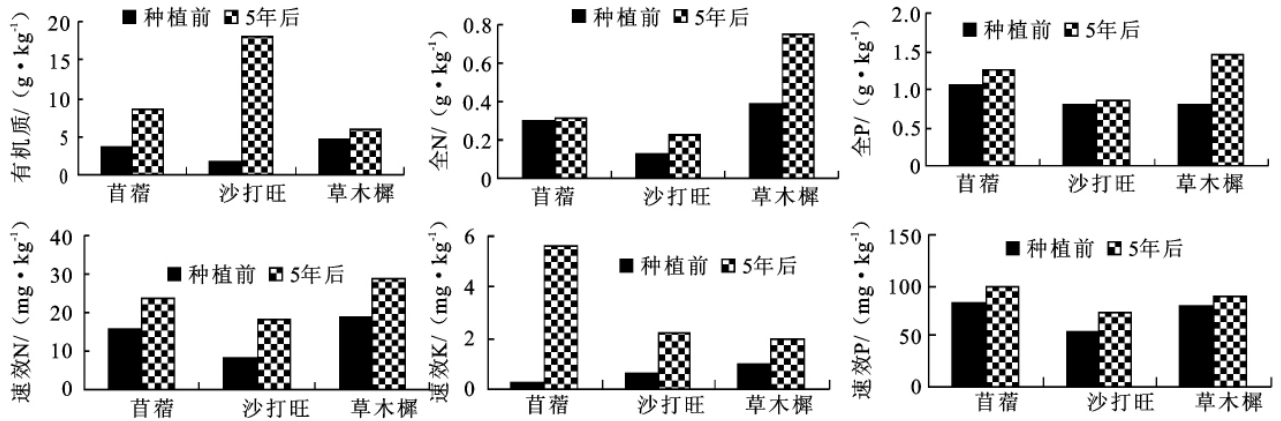 有机质/(g·kg⁻¹)
20
15
10
5
0
种植前 5年后
苜蓿 沙打旺 草木樨
全N/(g·kg⁻¹)
0.8
0.6
0.4
0.2
0
种植前 5年后
苜蓿 沙打旺 草木樨
全P/(g·kg⁻¹)
2.0
1.5
1.0
0.5
0
种植前 5年后
苜蓿 沙打旺 草木樨
速效N/(mg·kg⁻¹)
40
30
20
10
0
种植前 5年后
苜蓿 沙打旺 草木樨
速效K/(mg·kg⁻¹)
6
4
2
0
种植前 5年后
苜蓿 沙打旺 草木樨
速效P/(mg·kg⁻¹)
150
100
50
0
种植前 5年后
苜蓿 沙打旺 草木樨